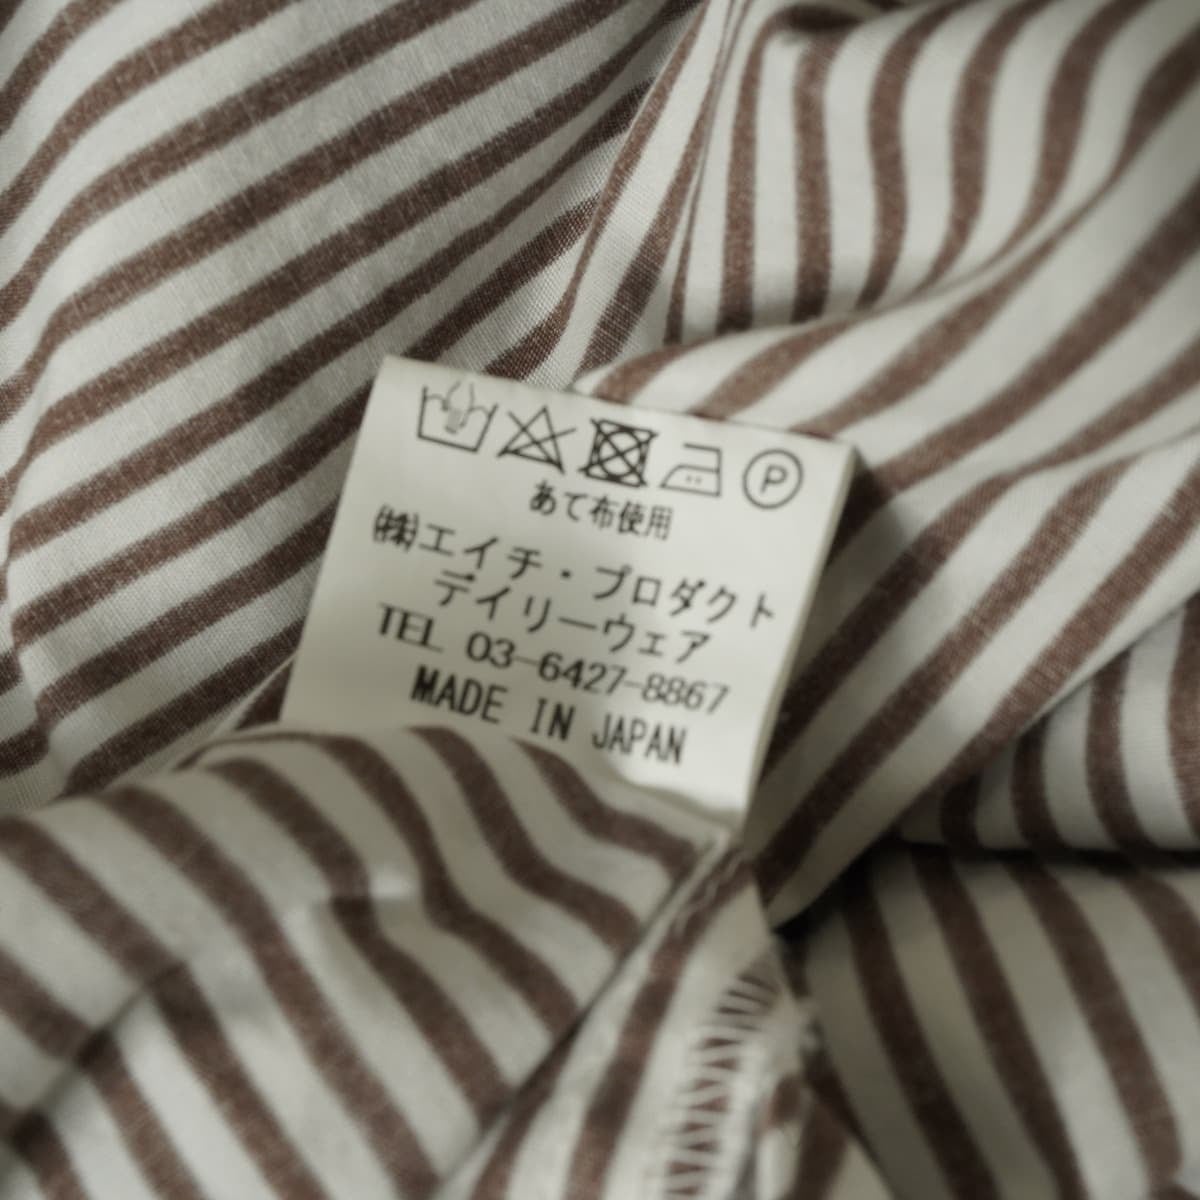 P
あて布使用
㈱エイチ・プロダクト
デイリーウェア
TEL 03-6427-8867
MADE IN JAPAN